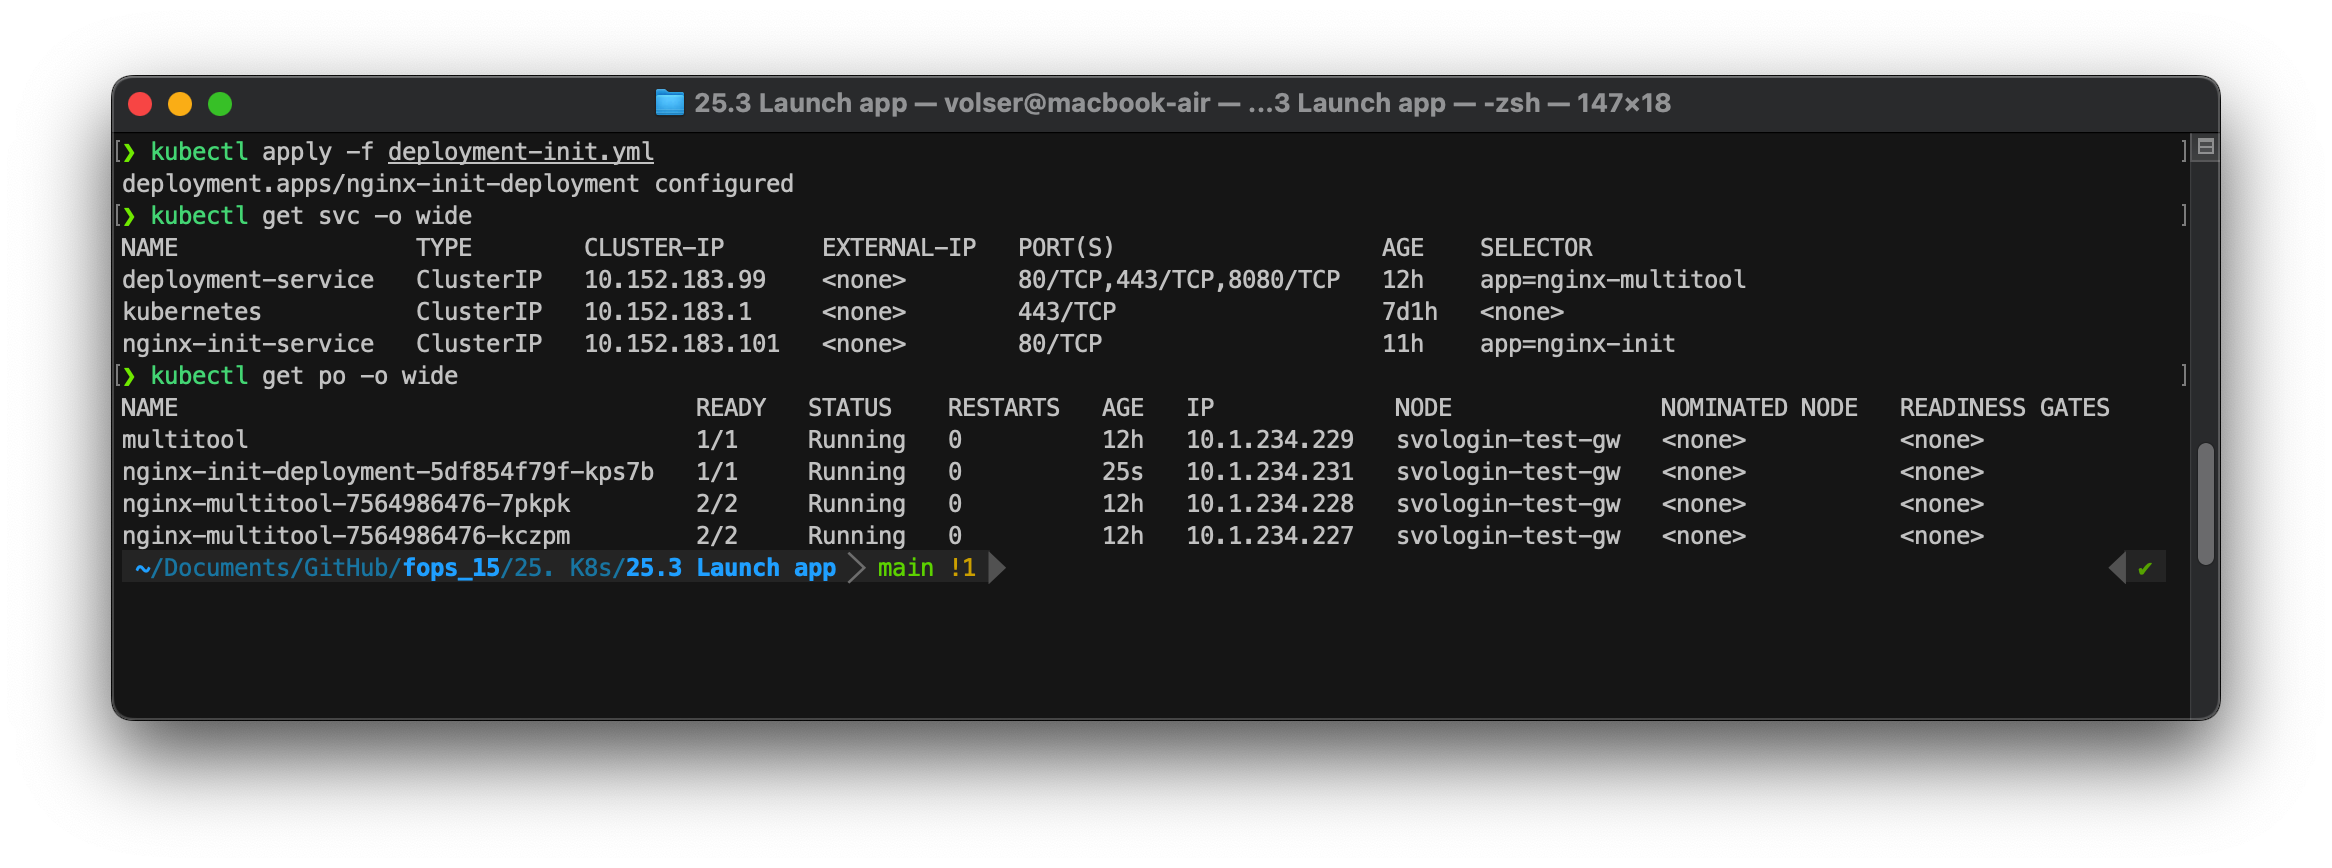 25.3 Launch app — volser@macbook-air — ...3 Launch app — -zsh — 147×18
[❯ kubectl apply -f deployment-init.yml ]
deployment.apps/nginx-init-deployment configured
[❯ kubectl get svc -o wide ]
NAME                 TYPE        CLUSTER-IP       EXTERNAL-IP   PORT(S)                   AGE    SELECTOR
deployment-service   ClusterIP   10.152.183.99    <none>        80/TCP,443/TCP,8080/TCP   12h    app=nginx-multitool
kubernetes           ClusterIP   10.152.183.1     <none>        443/TCP                   7d1h   <none>
nginx-init-service   ClusterIP   10.152.183.101   <none>        80/TCP                    11h    app=nginx-init
[❯ kubectl get po -o wide ]
NAME                                     READY   STATUS    RESTARTS   AGE   IP             NODE               NOMINATED NODE   READINESS GATES
multitool                                1/1     Running   0          12h   10.1.234.229   svologin-test-gw   <none>           <none>
nginx-init-deployment-5df854f79f-kps7b   1/1     Running   0          25s   10.1.234.231   svologin-test-gw   <none>           <none>
nginx-multitool-7564986476-7pkpk         2/2     Running   0          12h   10.1.234.228   svologin-test-gw   <none>           <none>
nginx-multitool-7564986476-kczpm         2/2     Running   0          12h   10.1.234.227   svologin-test-gw   <none>           <none>
~/Documents/GitHub/fops_15/25. K8s/25.3 Launch app main !1 ✔